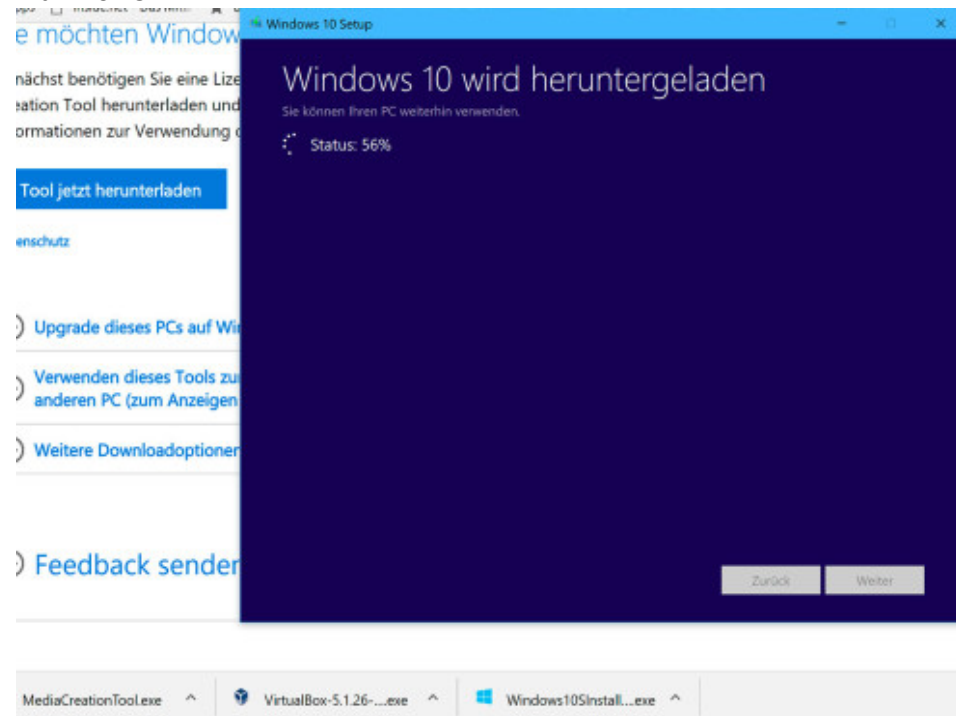 e möchten Window
Windows 10 Setup
nächst benötigen Sie eine Lize
eation Tool herunterladen und
ormationen zur Verwendung
Windows 10 wird heruntergeladen
Sie können Ihren PC weiterhin verwenden.
Status: 56%
Tool jetzt herunterladen
enschutz
Upgrade dieses PCs auf Wi
Verwenden dieses Tools zu
anderen PC (zum Anzeigen
Weitere Downloadoptioner
Feedback sender
Zurück
Weiter
MediaCreationTool.exe
VirtualBox-5.1.26-....exe
Windows10SInstall....exe